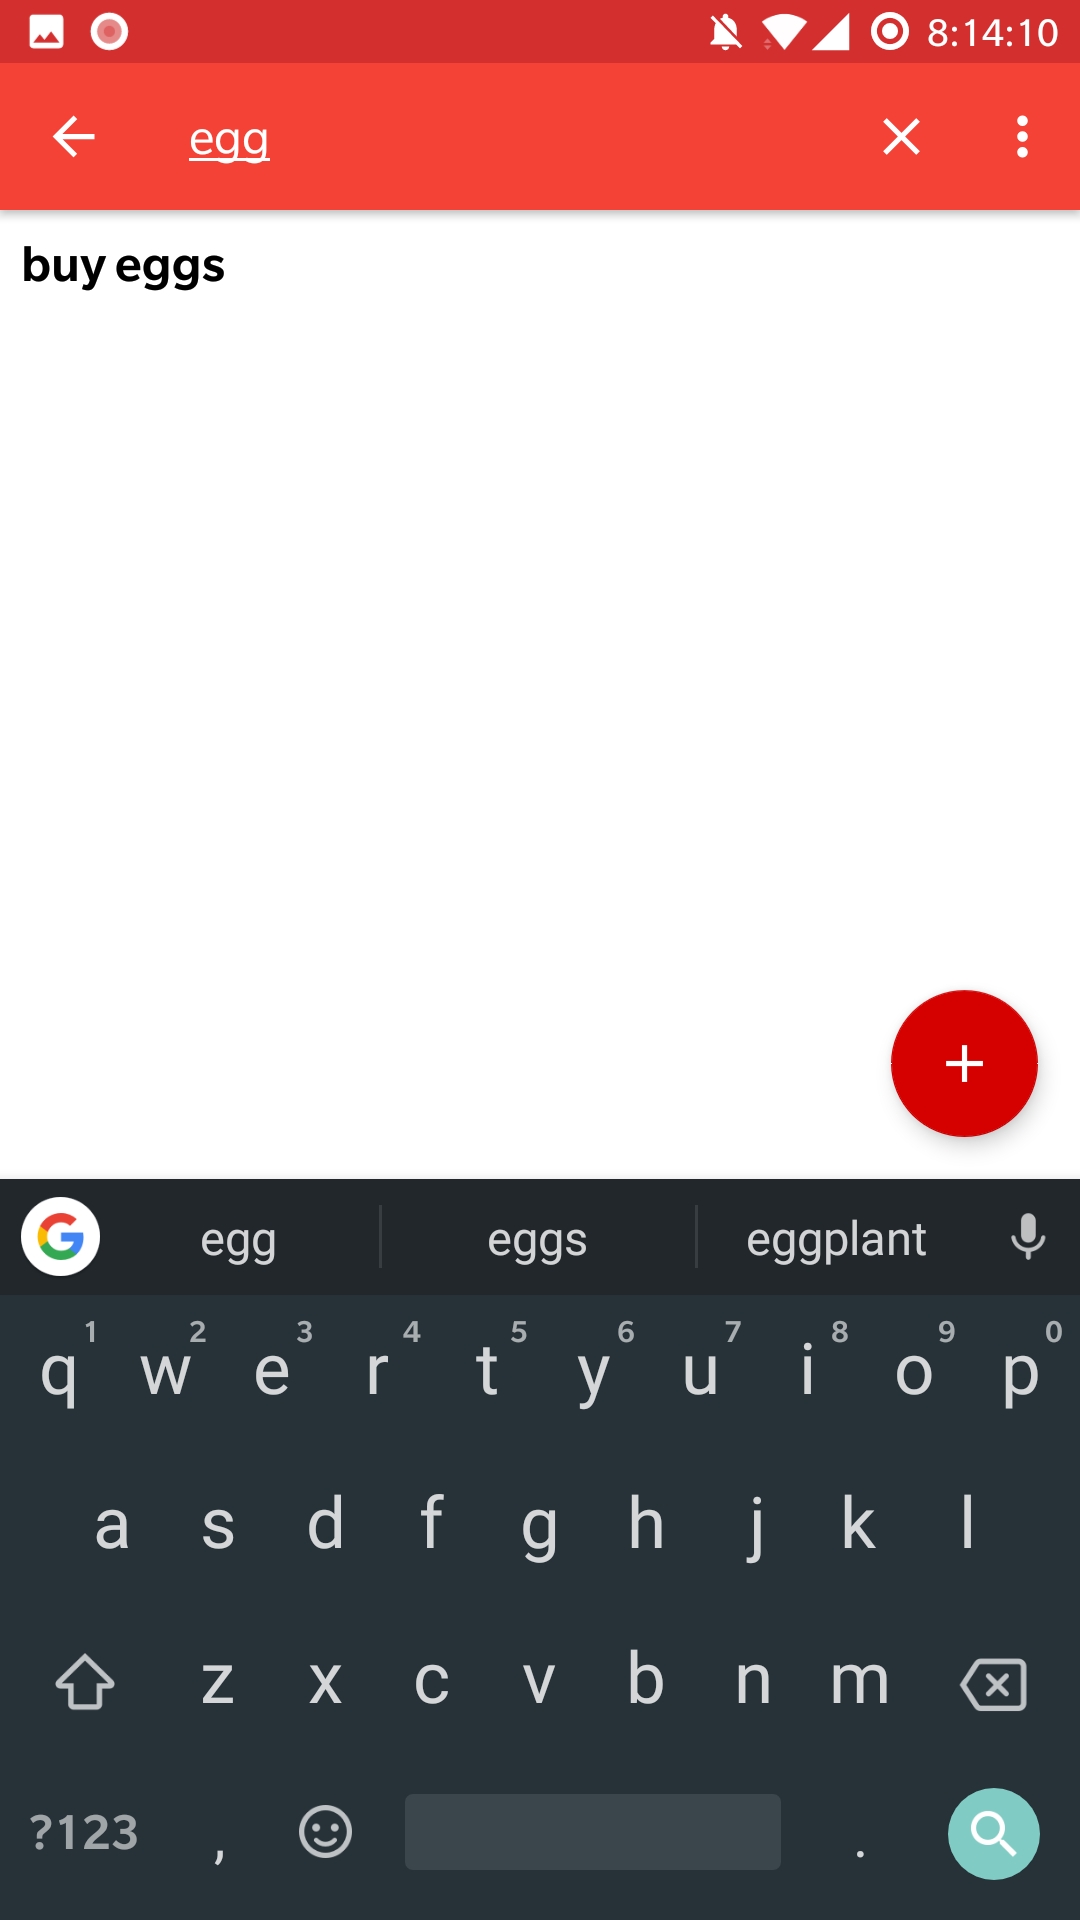 8:14:10
egg
buy eggs
egg eggs eggplant
1 2 3 4 5 6 7 8 9 0
q w e r t y u i o p
a s d f g h j k l
z x c v b n m
?123 , .